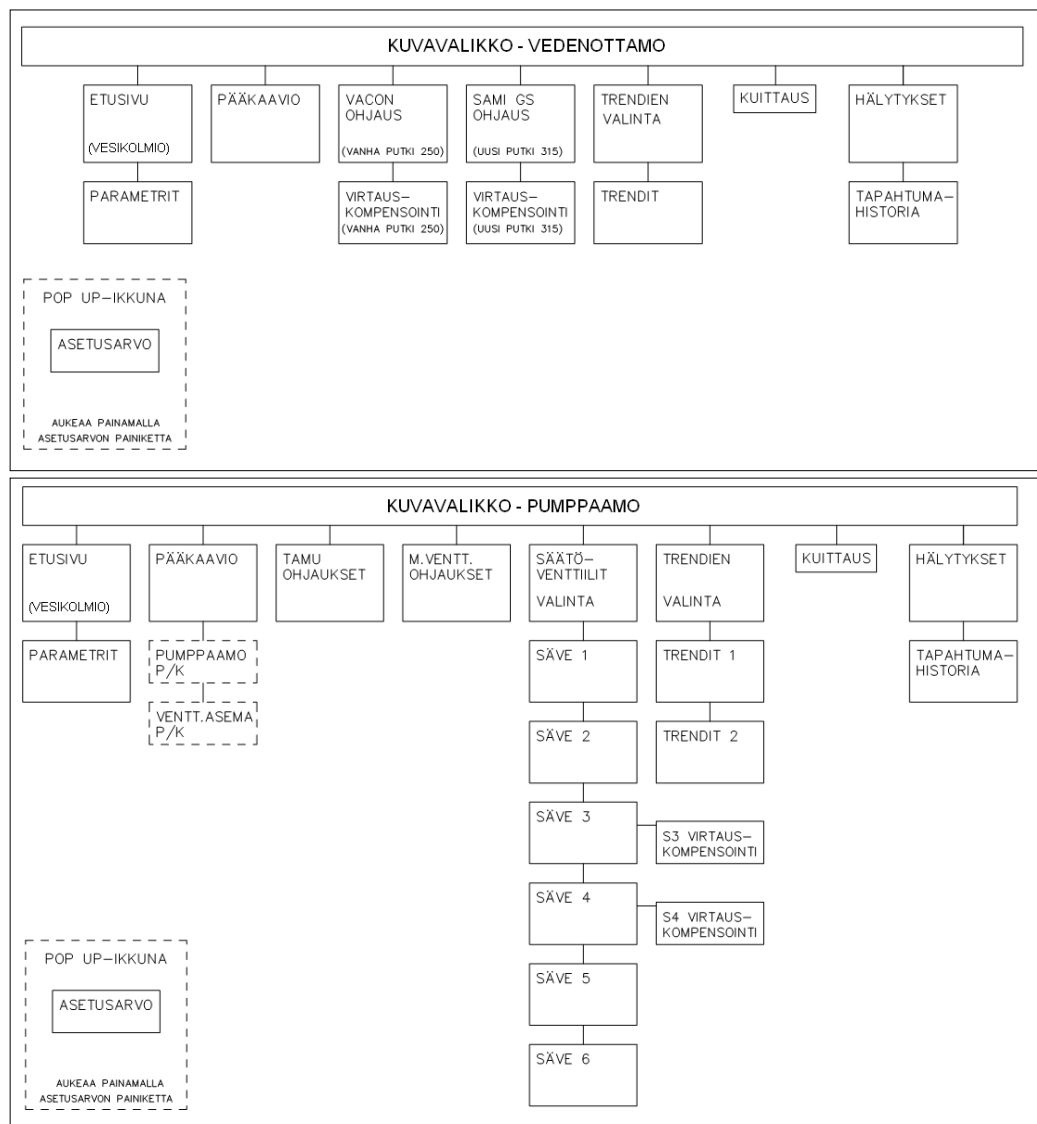 KUVAVALIKKO - VEDENOTTAMO
ETUSIVU
(VESIKOLMIO)
PÄÄKAAVIO
VACON
OHJAUS
(VANHA PUTKI 250)
SAMI GS
OHJAUS
(UUSI PUTKI 315)
TRENDIEN
VALINTA
KUITTAUS
HÄLYTYKSET
PARAMETRIT
VIRTAUS-
KOMPENSOINTI
(VANHA PUTKI 250)
VIRTAUS-
KOMPENSOINTI
(UUSI PUTKI 315)
TRENDIT
TAPAHTUMA-
HISTORIA
POP UP-IKKUNA
ASETUSARVO
AUKEAA PAINAMALLA
ASETUSARVON PAINIKETTA
KUVAVALIKKO - PUMPPAAMO
ETUSIVU
(VESIKOLMIO)
PÄÄKAAVIO
TAMU
OHJAUKSET
M.VENTT.
OHJAUKSET
SÄÄTÖ-
VENTTIILIT
VALINTA
TRENDIEN
VALINTA
KUITTAUS
HÄLYTYKSET
PARAMETRIT
PUMPPAAMO
P/K
VENTT.ASEMA
P/K
SÄVE 1
TRENDIT 1
TAPAHTUMA-
HISTORIA
SÄVE 2
TRENDIT 2
SÄVE 3
S3 VIRTAUS-
KOMPENSOINTI
SÄVE 4
S4 VIRTAUS-
KOMPENSOINTI
SÄVE 5
SÄVE 6
POP UP-IKKUNA
ASETUSARVO
AUKEAA PAINAMALLA
ASETUSARVON PAINIKETTA